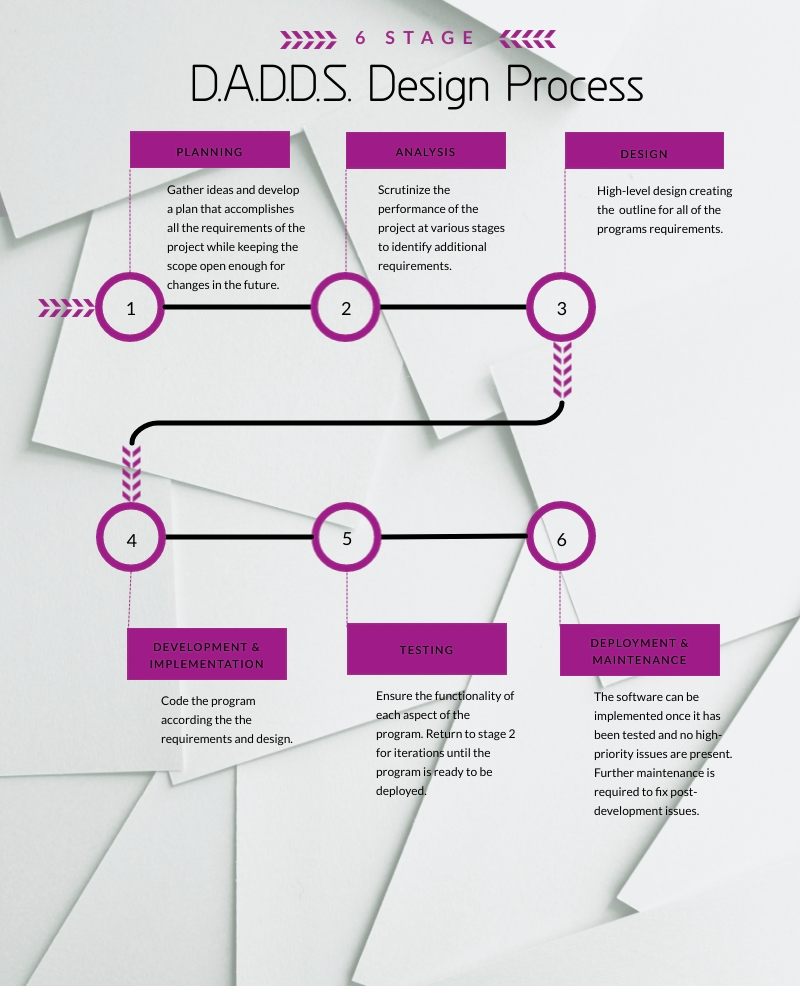 6 STAGE
D.A.D.D.S. Design Process
PLANNING
Gather ideas and develop
a plan that accomplishes
all the requirements of the
project while keeping the
scope open enough for
changes in the future.
ANALYSIS
Scrutinize the
performance of the
project at various stages
to identify additional
requirements.
DESIGN
High-level design creating
the outline for all of the
programs requirements.
1
2
3
4
5
6
DEVELOPMENT &
IMPLEMENTATION
Code the program
according the the
requirements and design.
TESTING
Ensure the functionality of
each aspect of the
program. Return to stage 2
for iterations until the
program is ready to be
deployed.
DEPLOYMENT &
MAINTENANCE
The software can be
implemented once it has
been tested and no high-
priority issues are present.
Further maintenance is
required to fix post-
development issues.